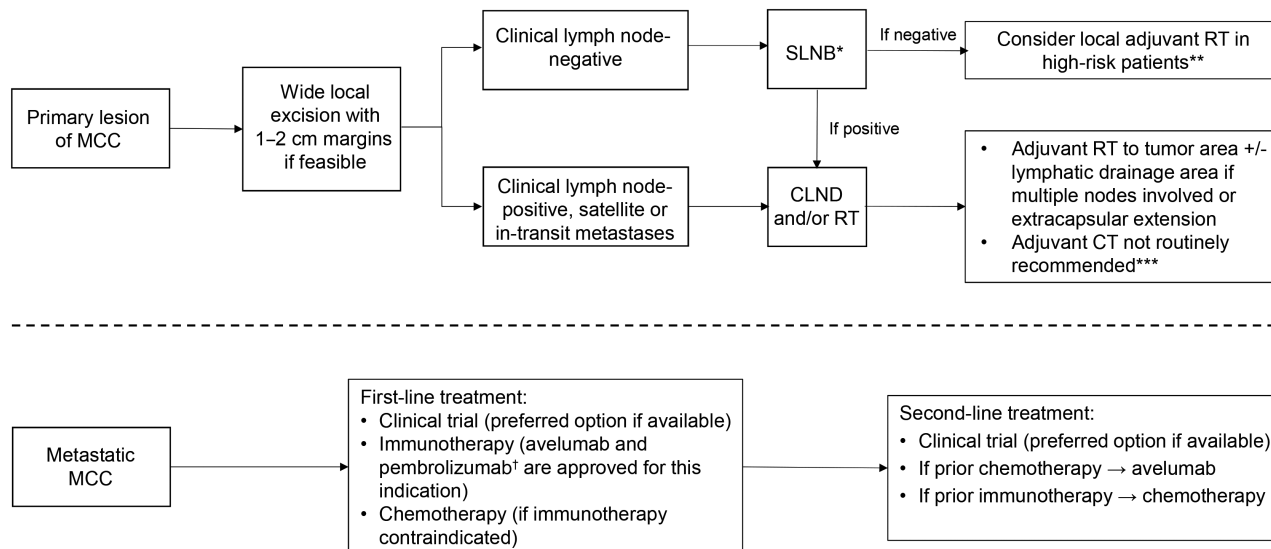 Primary lesion
of MCC
Wide local
excision with
1–2 cm margins
if feasible
Clinical lymph node-
negative
SLNB*
If negative
Consider local adjuvant RT in
high-risk patients**
If positive
Clinical lymph node-
positive, satellite or
in-transit metastases
CLND
and/or RT
• Adjuvant RT to tumor area +/-
lymphatic drainage area if
multiple nodes involved or
extracapsular extension
• Adjuvant CT not routinely
recommended***
Metastatic
MCC
First-line treatment:
• Clinical trial (preferred option if available)
• Immunotherapy (avelumab and
pembrolizumab† are approved for this
indication)
• Chemotherapy (if immunotherapy
contraindicated)
Second-line treatment:
• Clinical trial (preferred option if available)
• If prior chemotherapy → avelumab
• If prior immunotherapy → chemotherapy